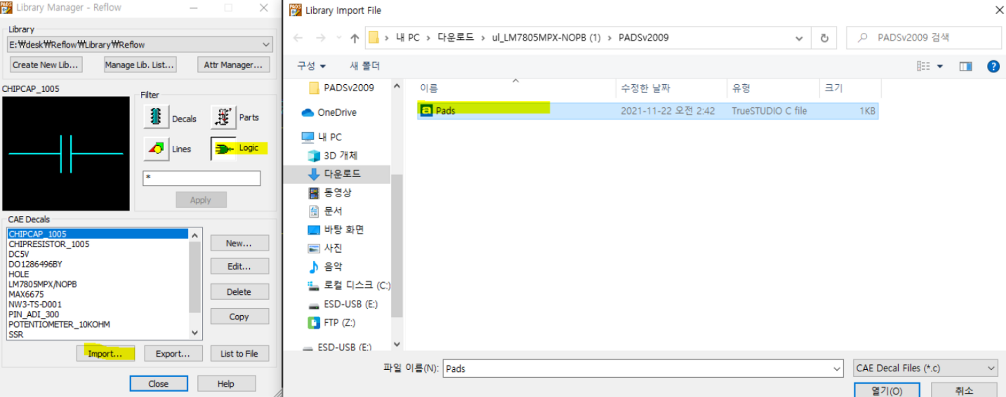 Library Manager - Reflow
Library
E:₩desk₩Reflow₩Library₩Reflow
Create New Lib...
Manage Lib. List...
Attr Manager...
CHIPCAP_1005
Filter
Decals
Parts
Lines
Logic
*
Apply
CAE Decals
CHIPCAP_1005
CHIPRESISTOR_1005
DC5V
DO1286496BY
HOLE
LM7805MPX/NOPB
MAX6675
NW3-TS-D001
PIN_ADI_300
POTENTIOMETER_10KOHM
SSR
New...
Edit...
Delete
Copy
Import...
Export...
List to File
Close
Help
Library Import File
내 PC > 다운로드 > ul_LM7805MPX-NOPB (1) > PADSv2009
PADSv2009 검색
구성
새 폴더
PADSv2009
OneDrive
내 PC
3D 개체
다운로드
동영상
문서
바탕 화면
사진
음악
로컬 디스크 (C:)
ESD-USB (E:)
FTP (Z:)
ESD-USB (E:)
이름 수정한 날짜 유형 크기
Pads 2021-11-22 오전 2:42 TrueSTUDIO C file 1KB
파일 이름(N): Pads
CAE Decal Files (*.c)
열기(O)
취소